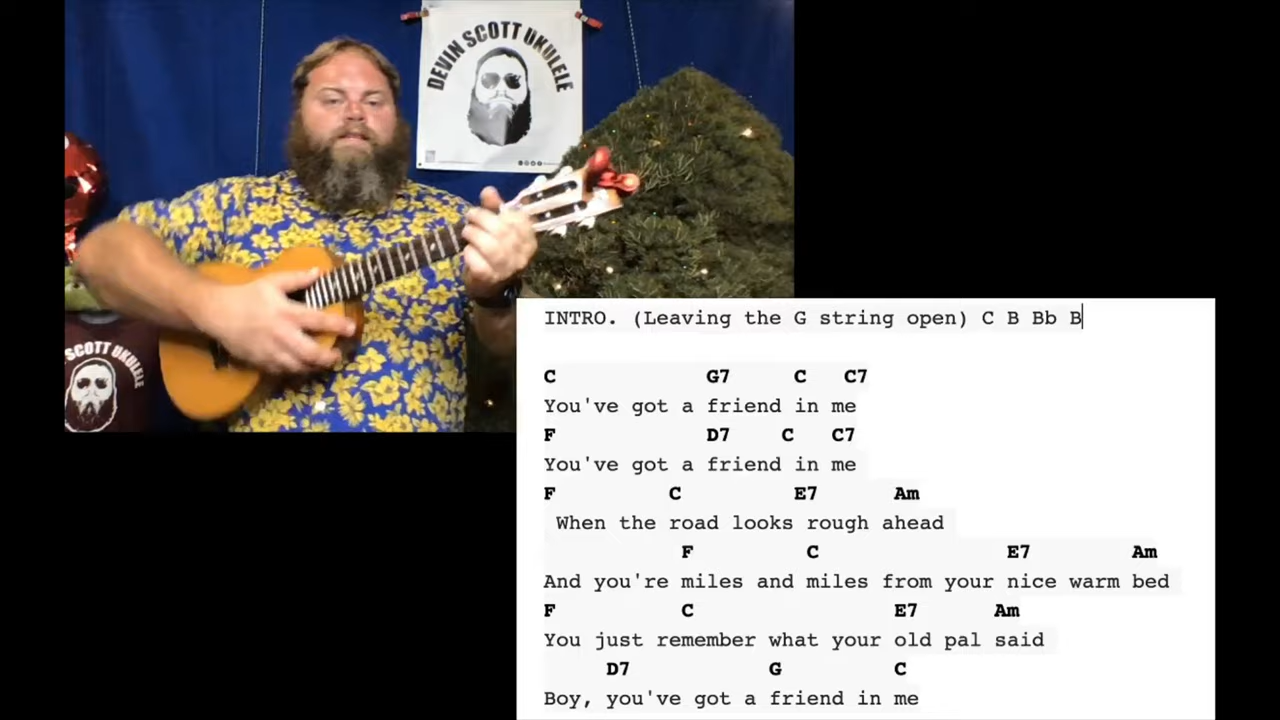 DEVIN SCOTT UKULELE
SCOTT UKULELE
INTRO. (Leaving the G string open) C B Bb B
C G7 C C7
You've got a friend in me
F D7 C C7
You've got a friend in me
F C E7 Am
When the road looks rough ahead
F C E7 Am
And you're miles and miles from your nice warm bed
F C E7 Am
You just remember what your old pal said
D7 G C
Boy, you've got a friend in me